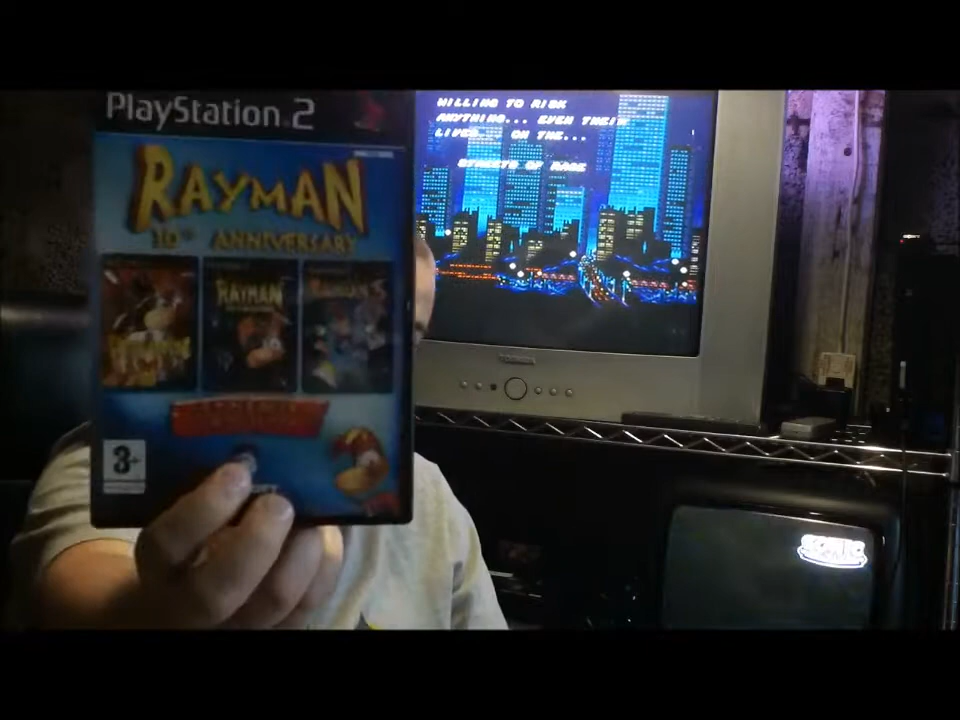 PlayStation 2
RAYMAN
10th ANNIVERSARY
RAYMAN
RAYMAN 3
3+
WILLING TO RISK
ANYTHING... EVEN THEIR
LIVES... ON THE...
STREETS OF RAGE
TOSHIBA